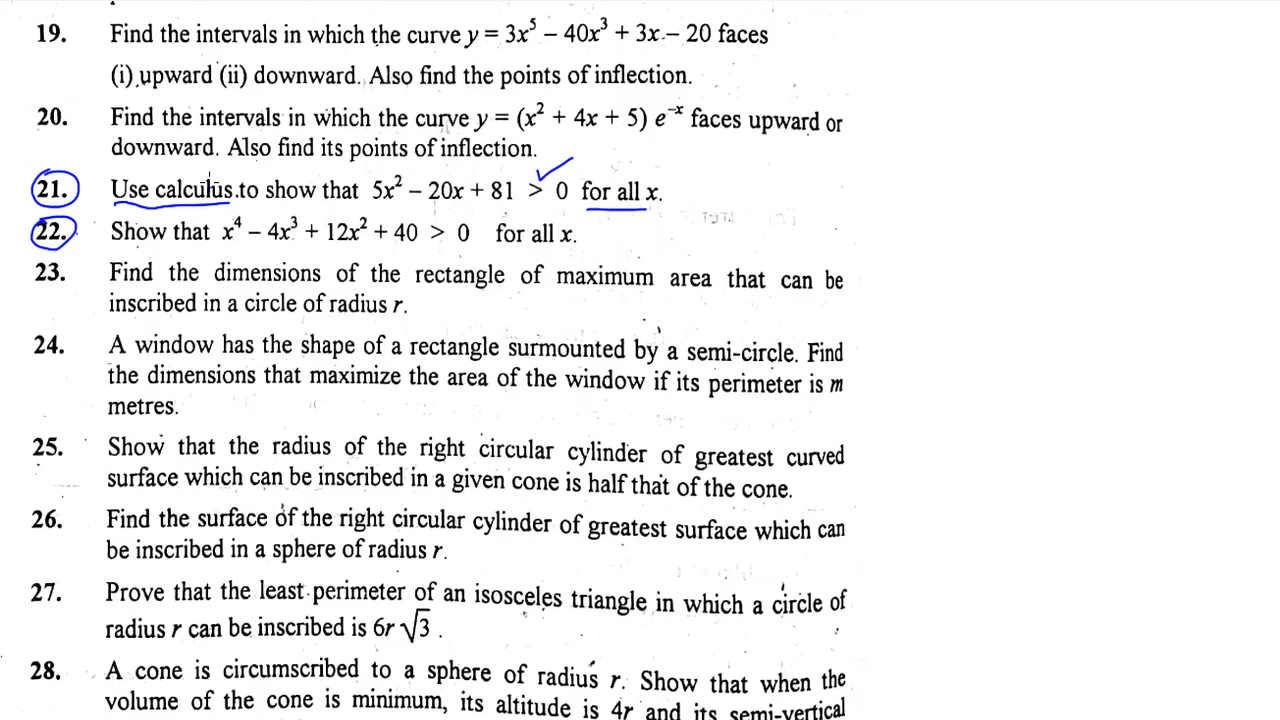 19. Find the intervals in which the curve y = 3x⁵ – 40x³ + 3x – 20 faces
(i) upward (ii) downward. Also find the points of inflection.
20. Find the intervals in which the curve y = (x² + 4x + 5) e⁻ˣ faces upward or
downward. Also find its points of inflection.
21. Use calculus to show that 5x² – 20x + 81 > 0 for all x.
22. Show that x⁴ – 4x³ + 12x² + 40 > 0 for all x.
23. Find the dimensions of the rectangle of maximum area that can be
inscribed in a circle of radius r.
24. A window has the shape of a rectangle surmounted by a semi-circle. Find
the dimensions that maximize the area of the window if its perimeter is m
metres.
25. Show that the radius of the right circular cylinder of greatest curved
surface which can be inscribed in a given cone is half that of the cone.
26. Find the surface of the right circular cylinder of greatest surface which can
be inscribed in a sphere of radius r.
27. Prove that the least perimeter of an isosceles triangle in which a circle of
radius r can be inscribed is 6r √3 .
28. A cone is circumscribed to a sphere of radius r. Show that when the
volume of the cone is minimum, its altitude is 4r and its semi-vertical